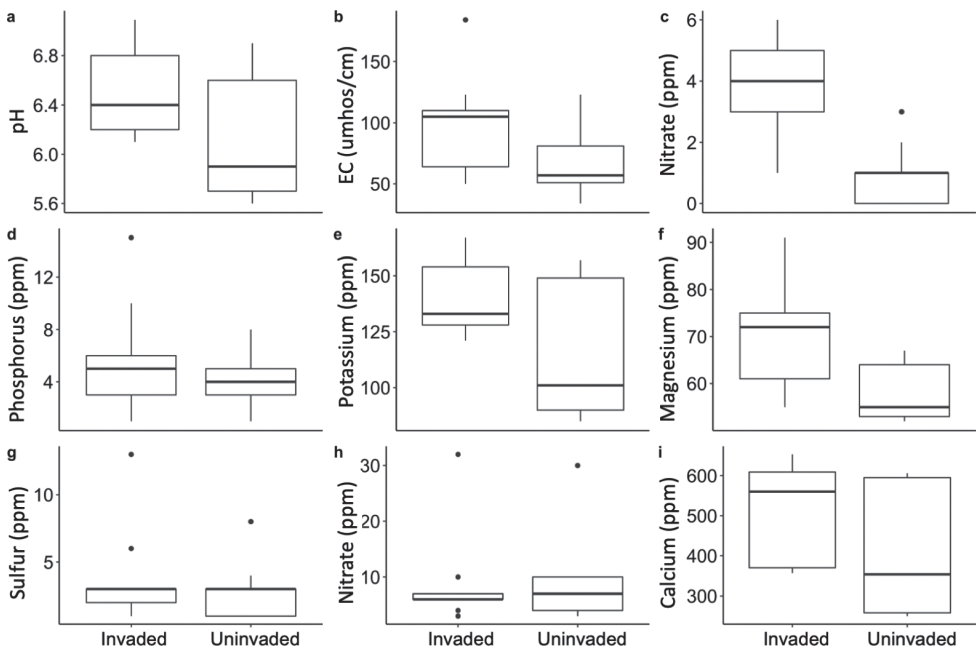 a
pH
6.8
6.4
6.0
5.6
b
EC (umhos/cm)
150
100
50
c
Nitrate (ppm)
6
4
2
0
d
Phosphorus (ppm)
12
8
4
e
Potassium (ppm)
150
125
100
f
Magnesium (ppm)
90
80
70
60
g
Sulfur (ppm)
10
5
Invaded Uninvaded
h
Nitrate (ppm)
30
20
10
Invaded Uninvaded
i
Calcium (ppm)
600
500
400
300
Invaded Uninvaded